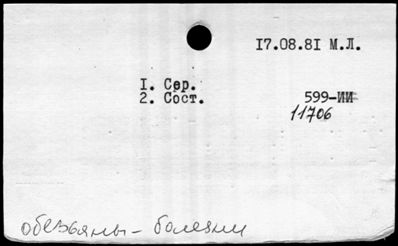 17.08.81 М.Л.
1. Сер.
2. Сост.
599-ИИ
11706
обезьяны - болезни